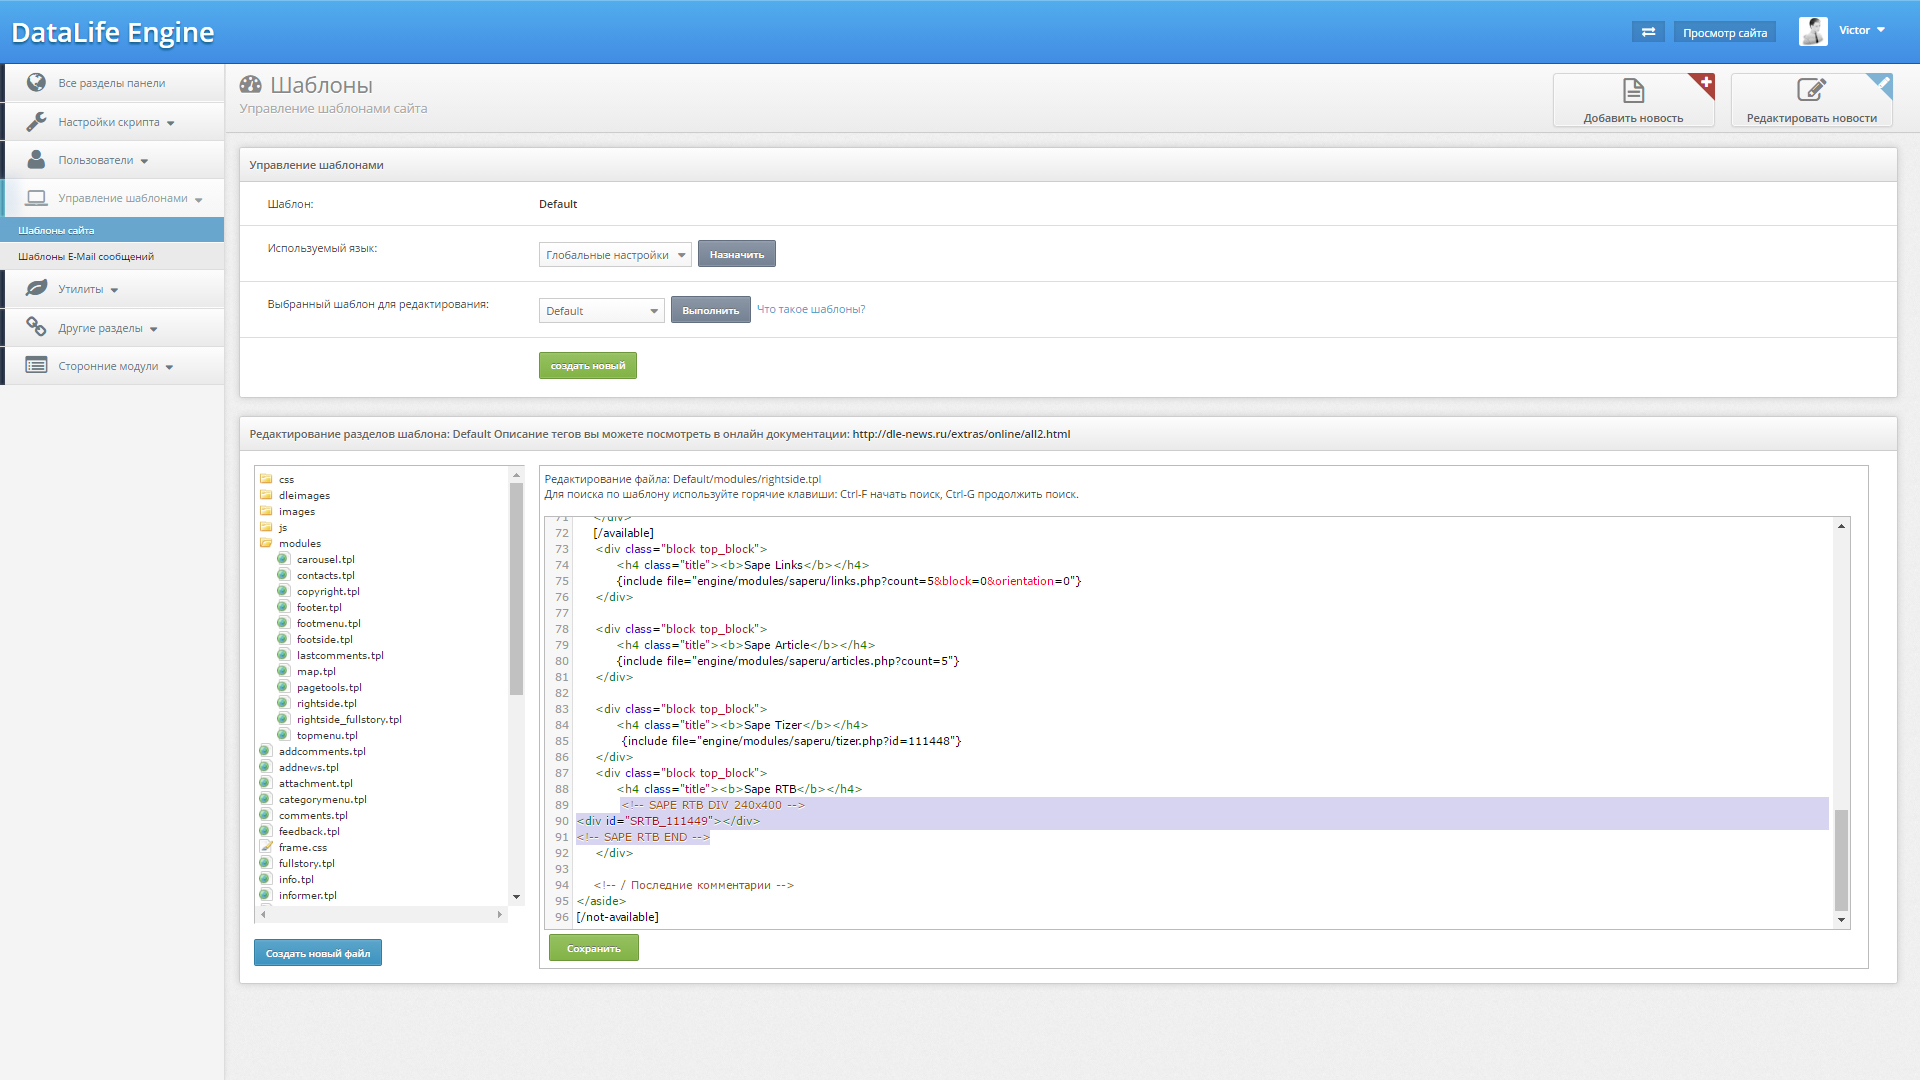 DataLife Engine
Просмотр сайта
Victor
Все разделы панели
Настройки скрипта
Пользователи
Управление шаблонами
Шаблоны сайта
Шаблоны E-Mail сообщений
Утилиты
Другие разделы
Сторонние модули
Шаблоны
Управление шаблонами сайта
Добавить новость
Редактировать новости
Управление шаблонами
Шаблон: Default
Используемый язык: Глобальные настройки Назначить
Выбранный шаблон для редактирования: Default Выполнить Что такое шаблоны?
создать новый
Редактирование разделов шаблона: Default Описание тегов вы можете посмотреть в онлайн документации: http://dle-news.ru/extras/online/all2.html
css
dleimages
images
js
modules
carousel.tpl
contacts.tpl
copyright.tpl
footer.tpl
footmenu.tpl
footside.tpl
lastcomments.tpl
map.tpl
pagetools.tpl
rightside.tpl
rightside_fullstory.tpl
topmenu.tpl
addcomments.tpl
addnews.tpl
attachment.tpl
categorymenu.tpl
comments.tpl
feedback.tpl
frame.css
fullstory.tpl
info.tpl
informer.tpl
Создать новый файл
Редактирование файла: Default/modules/rightside.tpl
Для поиска по шаблону используйте горячие клавиши: Ctrl-F начать поиск, Ctrl-G продолжить поиск.
71 </div>
72 [/available]
73 <div class="block top_block">
74 <h4 class="title"><b>Sape Links</b></h4>
75 {include file="engine/modules/saperu/links.php?count=5&block=0&orientation=0"}
76 </div>
77
78 <div class="block top_block">
79 <h4 class="title"><b>Sape Article</b></h4>
80 {include file="engine/modules/saperu/articles.php?count=5"}
81 </div>
82
83 <div class="block top_block">
84 <h4 class="title"><b>Sape Tizer</b></h4>
85 {include file="engine/modules/saperu/tizer.php?id=111448"}
86 </div>
87 <div class="block top_block">
88 <h4 class="title"><b>Sape RTB</b></h4>
89 <!-- SAPE RTB DIV 240x400 -->
90 <div id="SRTB_111449"></div>
91 <!-- SAPE RTB END -->
92 </div>
93
94 <!-- / Последние комментарии -->
95 </aside>
96 [/not-available]
Сохранить